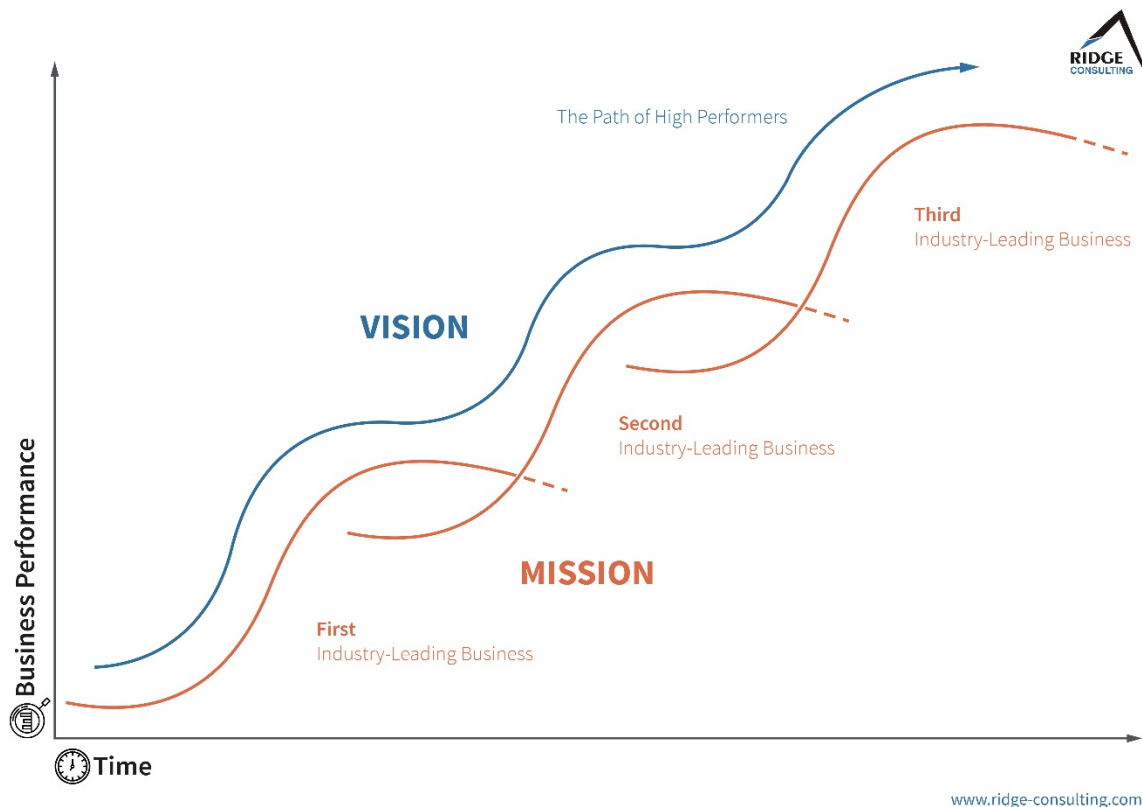 RIDGE
CONSULTING
The Path of High Performers
Third
Industry-Leading Business
VISION
Second
Industry-Leading Business
MISSION
First
Industry-Leading Business
Business Performance
Time
www.ridge-consulting.com